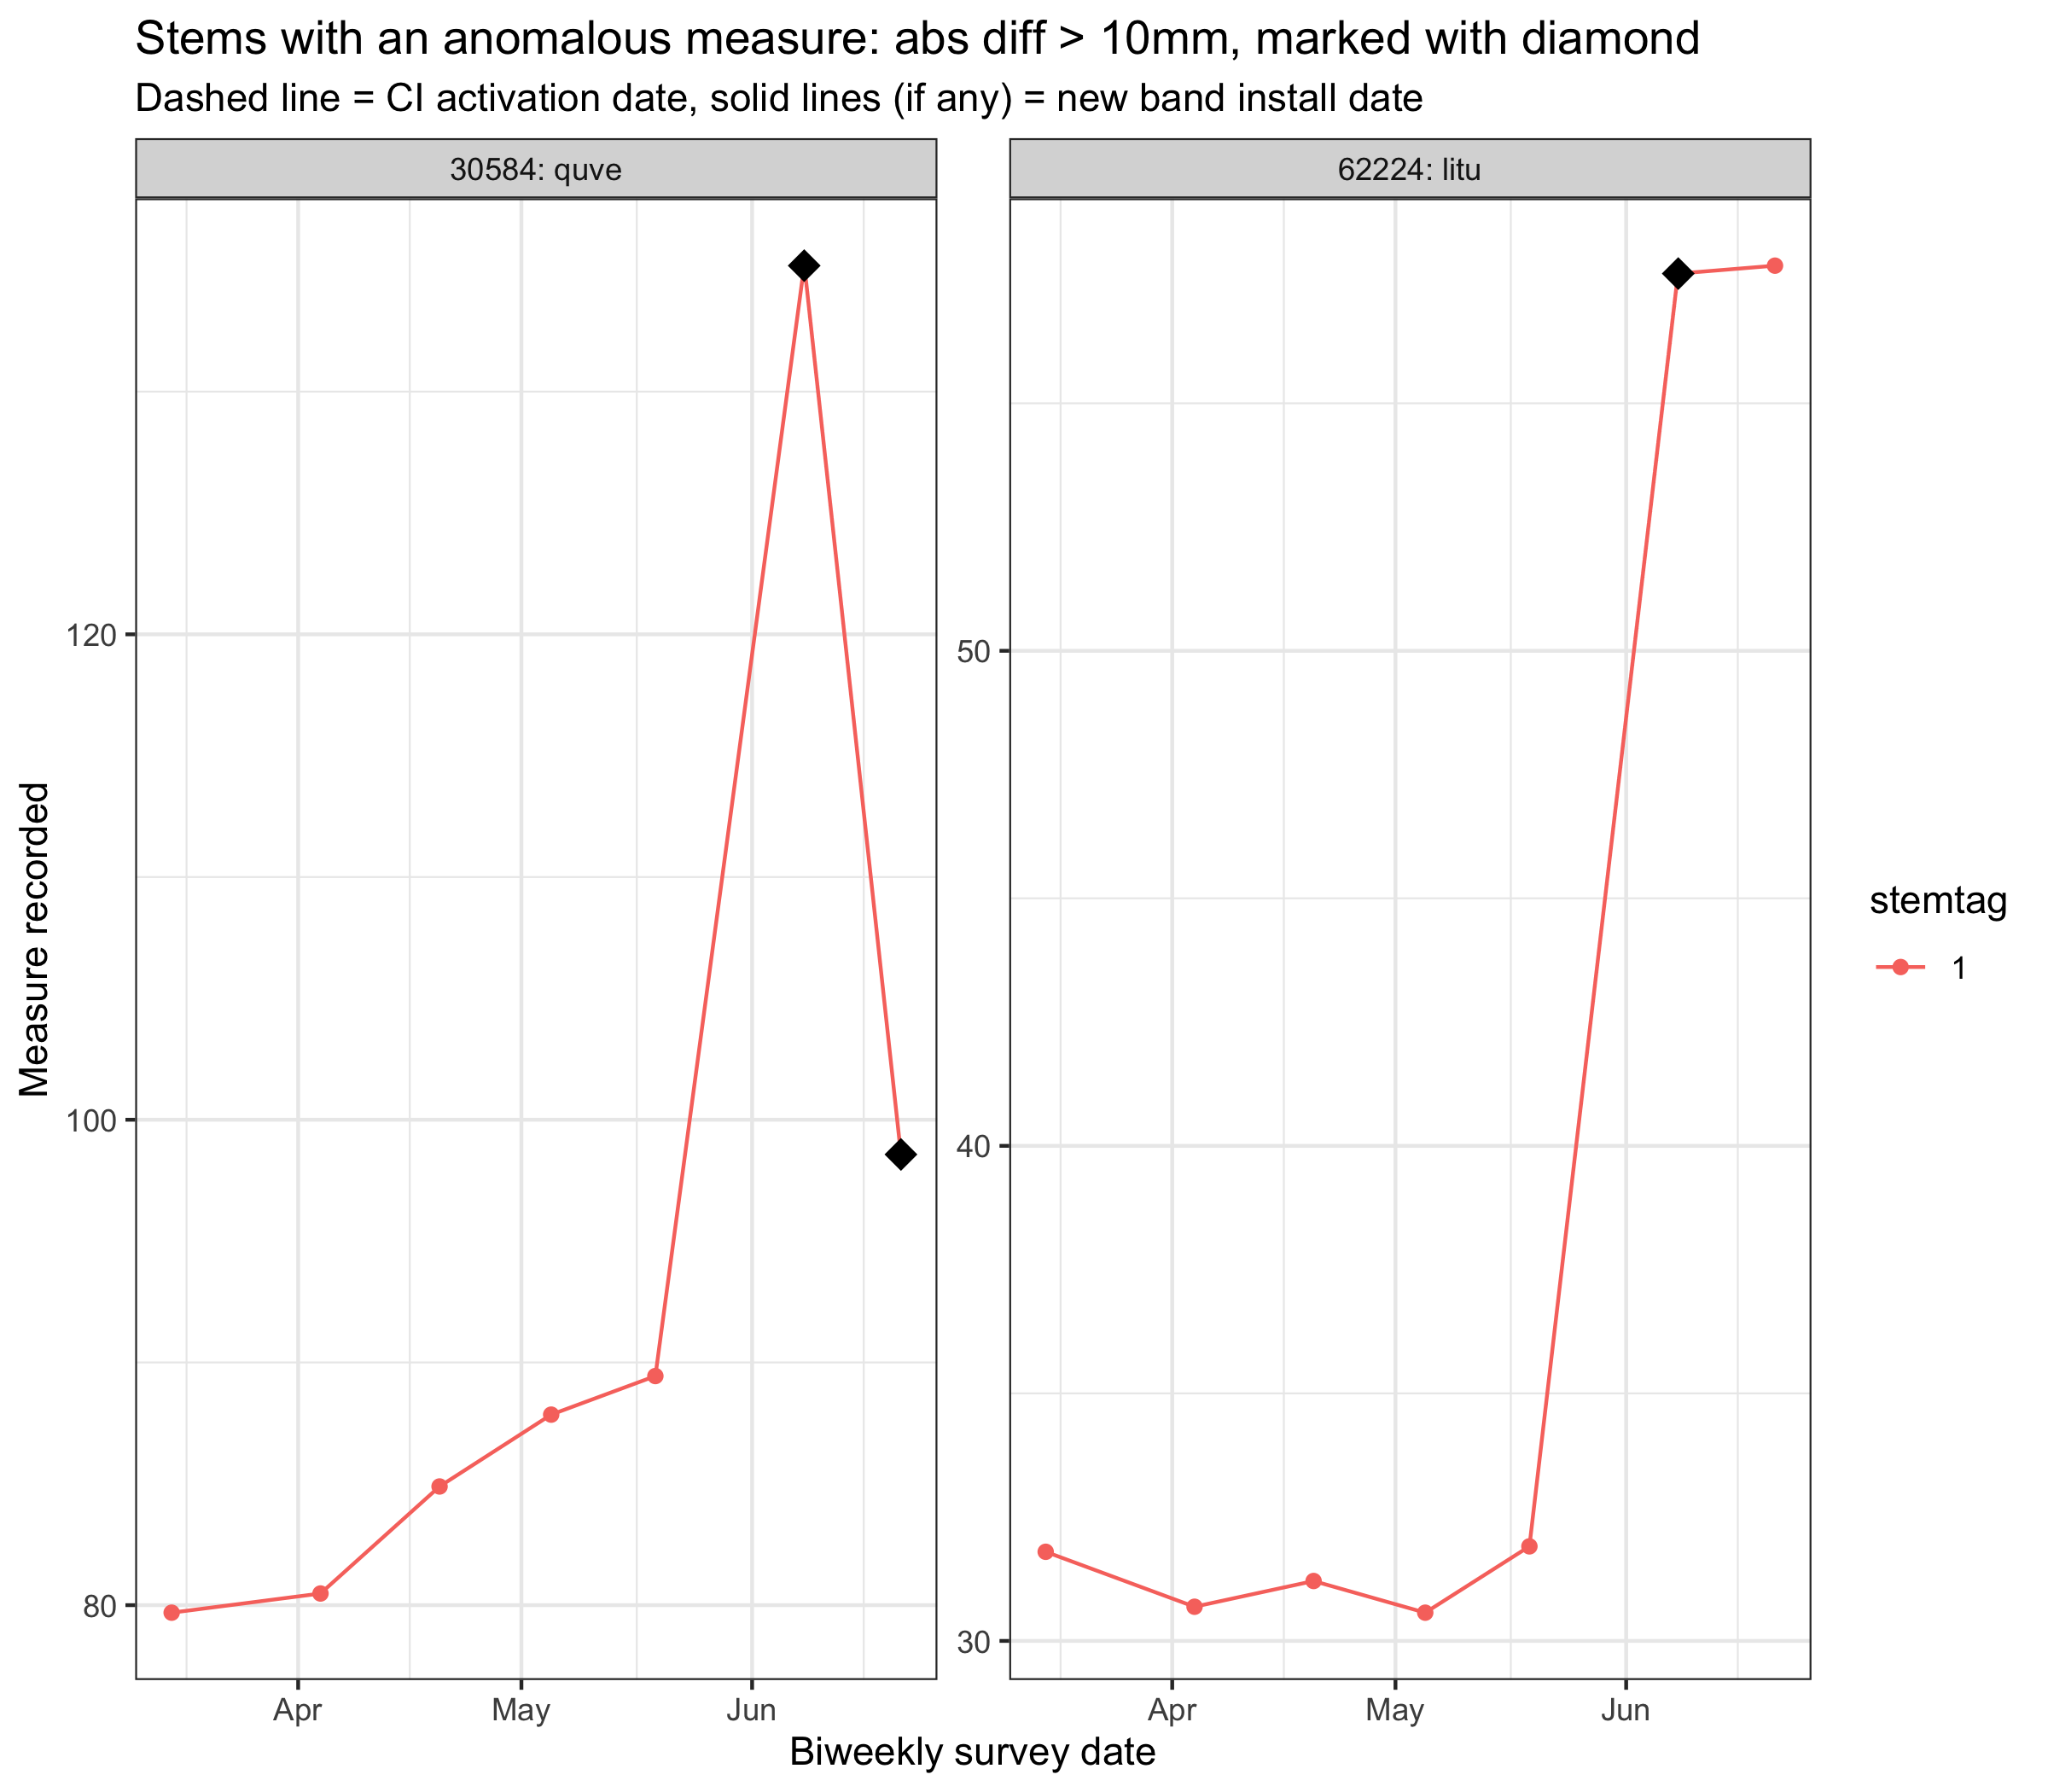 Stems with an anomalous measure: abs diff > 10mm, marked with diamond
Dashed line = CI activation date, solid lines (if any) = new band install date
30584: quve
62224: litu
Measure recorded
120
100
80
50
40
30
Apr
May
Jun
Apr
May
Jun
Biweekly survey date
stemtag
1